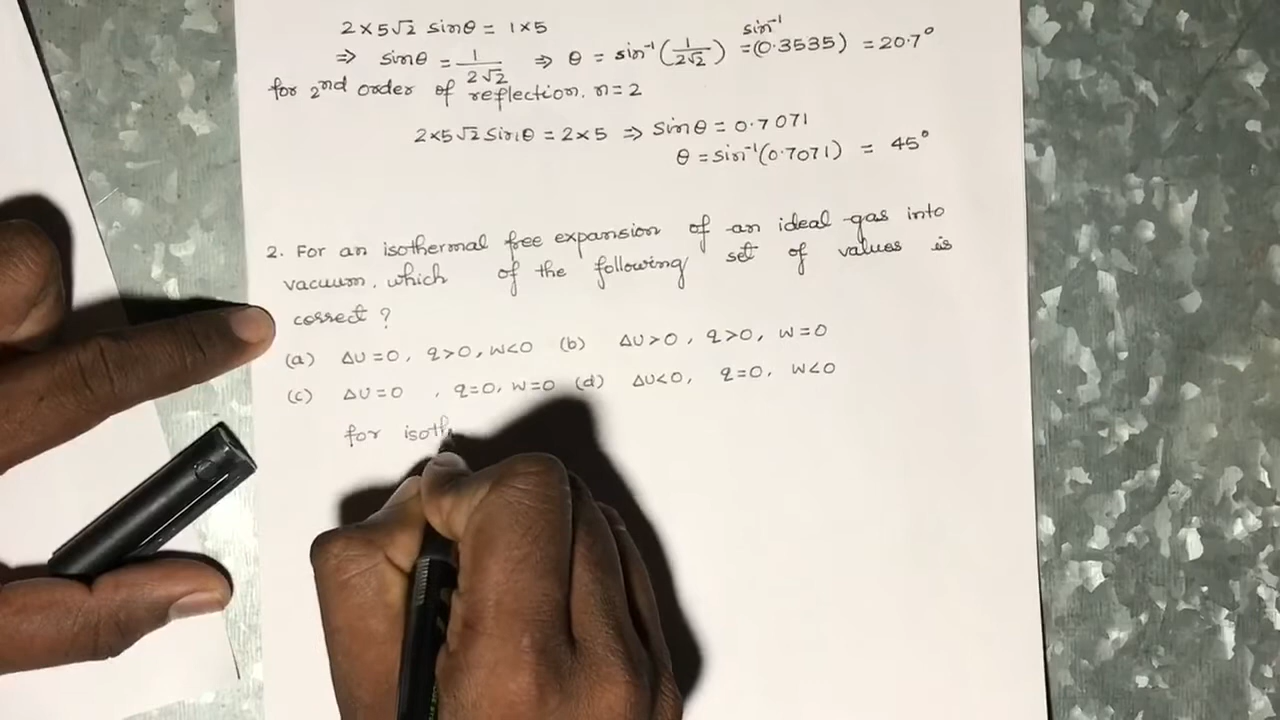 2×5√2 sinθ = 1×5
⇒ sinθ = 1/2√2 ⇒ θ = sin⁻¹(1/2√2) sin⁻¹=(0.3535) = 20.7°
for 2nd order of reflection. n=2
2×5√2 sinθ = 2×5 ⇒ sinθ = 0.7071
θ = sin⁻¹(0.7071) = 45°
2. For an isothermal free expansion of an ideal gas into
vacuum, which of the following set of values is
correct?
(a) ΔU=0, q>0, W<0 (b) ΔU>0, q>0, W=0
(c) ΔU=0, q=0, W=0 (d) ΔU<0, q=0, W<0
for isoth